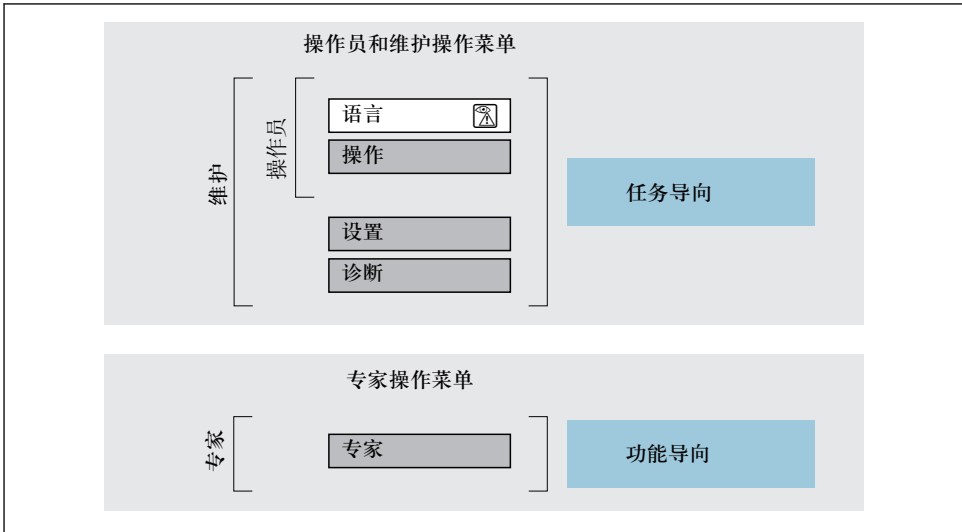 操作员和维护操作菜单
维护
操作员
语言
操作
设置
诊断
任务导向
专家操作菜单
专家
专家
功能导向